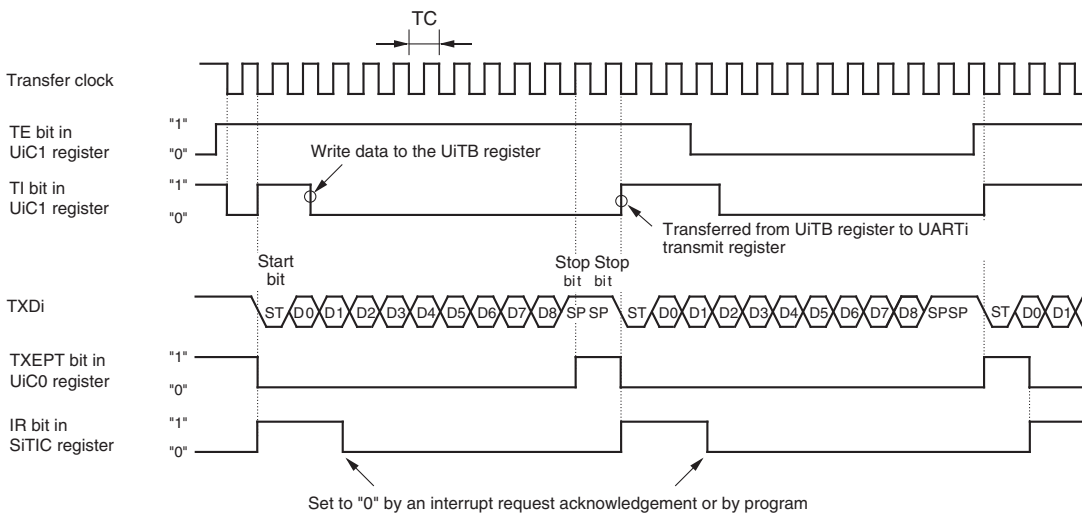 TC
Transfer clock
TE bit in
UiC1 register
"1"
"0"
Write data to the UiTB register
TI bit in
UiC1 register
"1"
"0"
Transferred from UiTB register to UARTi
transmit register
Start
bit
Stop
bit
Stop
bit
TXDi
ST D0 D1 D2 D3 D4 D5 D6 D7 D8 SP SP ST D0 D1 D2 D3 D4 D5 D6 D7 D8 SPSP ST D0 D1
TXEPT bit in
UiC0 register
"1"
"0"
IR bit in
SiTIC register
"1"
"0"
Set to "0" by an interrupt request acknowledgement or by program